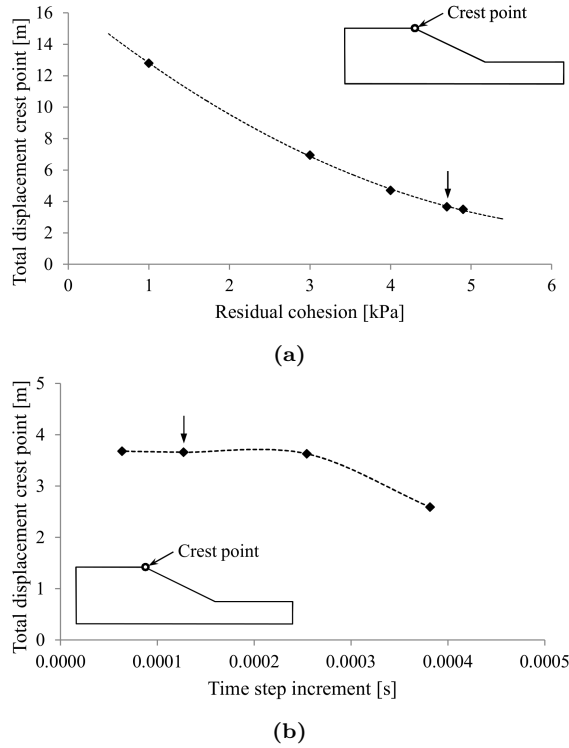 Total displacement crest point [m]
16
14
12
10
8
6
4
2
0
0 1 2 3 4 5 6
Residual cohesion [kPa]
Crest point
(a)
Total displacement crest point [m]
5
4
3
2
1
0
0.0000 0.0001 0.0002 0.0003 0.0004 0.0005
Time step increment [s]
Crest point
(b)